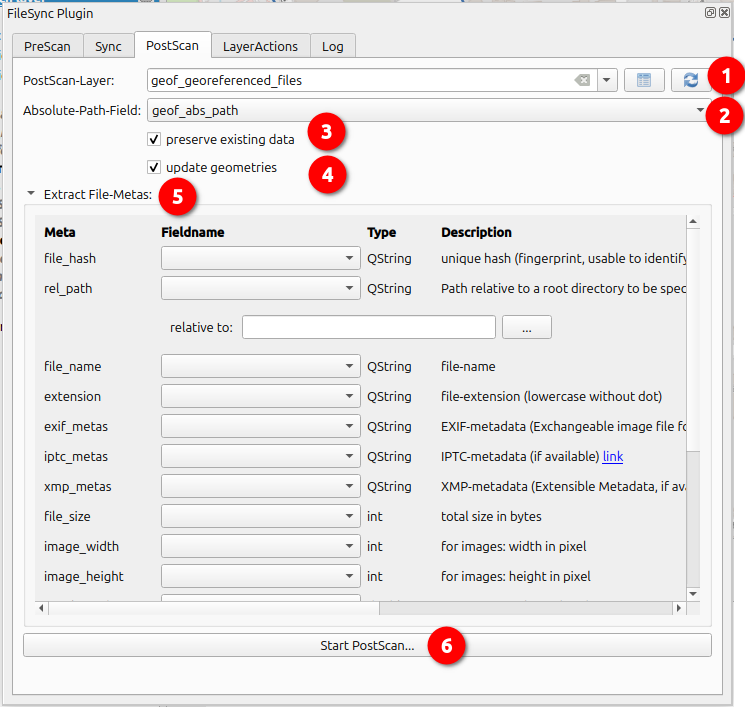 FileSync Plugin
PreScan Sync PostScan LayerActions Log
PostScan-Layer: geof_georeferenced_files 1
Absolute-Path-Field: geof_abs_path 2
preserve existing data 3
update geometries 4
Extract File-Metas: 5
Meta Fieldname Type Description
file_hash QString unique hash (fingerprint, usable to identify
rel_path QString Path relative to a root directory to be spec
relative to: ...
file_name QString file-name
extension QString file-extension (lowercase without dot)
exif_metas QString EXIF-metadata (Exchangeable image file fo
iptc_metas QString IPTC-metadata (if available) link
xmp_metas QString XMP-metadata (Extensible Metadata, if ava
file_size int total size in bytes
image_width int for images: width in pixel
image_height int for images: height in pixel
Start PostScan... 6